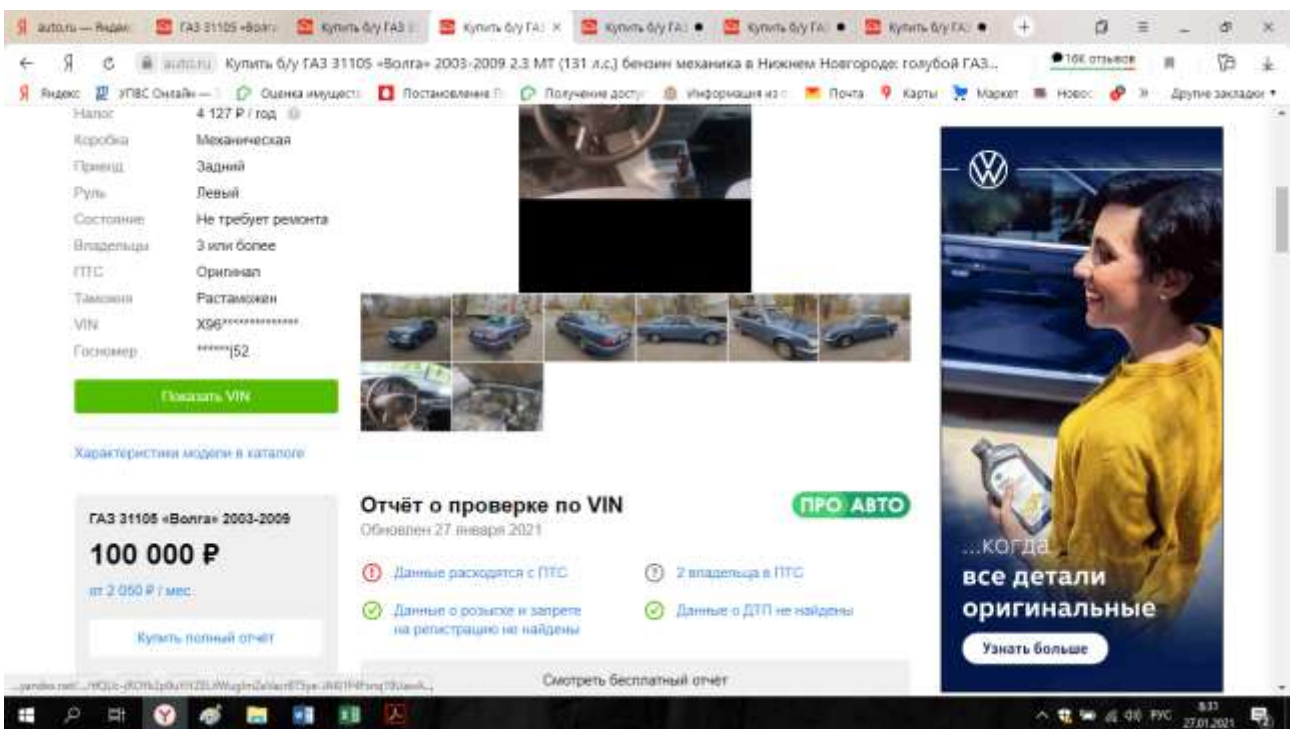 auto.ru — Яндекс
ГАЗ 31105 «Волга
Купить б/у ГАЗ 3
Купить б/у ГАЗ
Купить б/у ГАЗ
Купить б/у ГАЗ
Купить б/у ГАЗ
auto.ru Купить б/у ГАЗ 31105 «Волга» 2003-2009 2.3 MT (131 л.с.) бензин механика в Нижнем Новгороде: голубой ГАЗ...
16K отзывов
Яндекс
УПВС Онлайн —
Оценка имущест
Постановление П
Получение досту
Информация из
Почта
Карты
Маркет
Новос
Другие закладки
Налог 4 127 ₽ / год
Коробка Механическая
Привод Задний
Руль Левый
Состояние Не требует ремонта
Владельцы 3 или более
ПТС Оригинал
Таможня Растаможен
VIN X96**************
Госномер ******|52
Показать VIN
Характеристики модели в каталоге
ГАЗ 31105 «Волга» 2003-2009
100 000 ₽
от 2 050 ₽ / мес.
Купить полный отчёт
Отчёт о проверке по VIN
ПРО АВТО
Обновлен 27 января 2021
Данные расходятся с ПТС
2 владельца в ПТС
Данные о розыске и запрете
на регистрацию не найдены
Данные о ДТП не найдены
Смотреть бесплатный отчёт
...когда
все детали
оригинальные
Узнать больше
РУС
8:33
27.01.2021